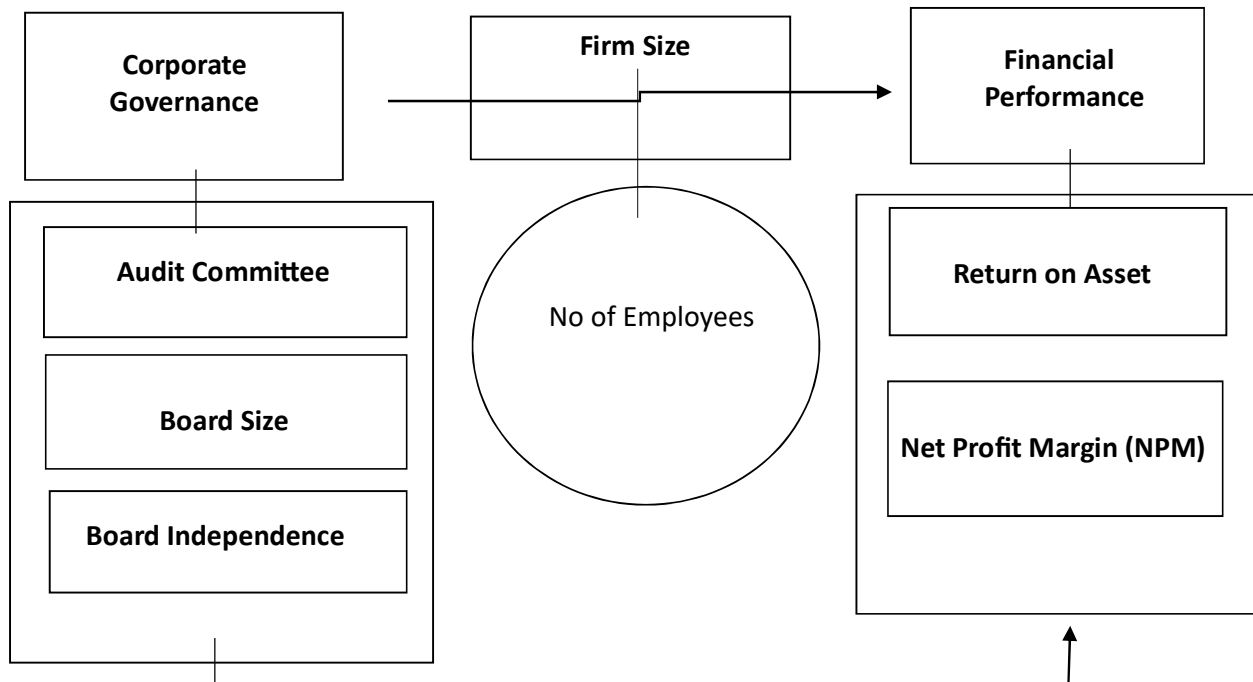 Corporate
Governance
Firm Size
Financial
Performance
Audit Committee
Board Size
Board Independence
No of Employees
Return on Asset
Net Profit Margin (NPM)